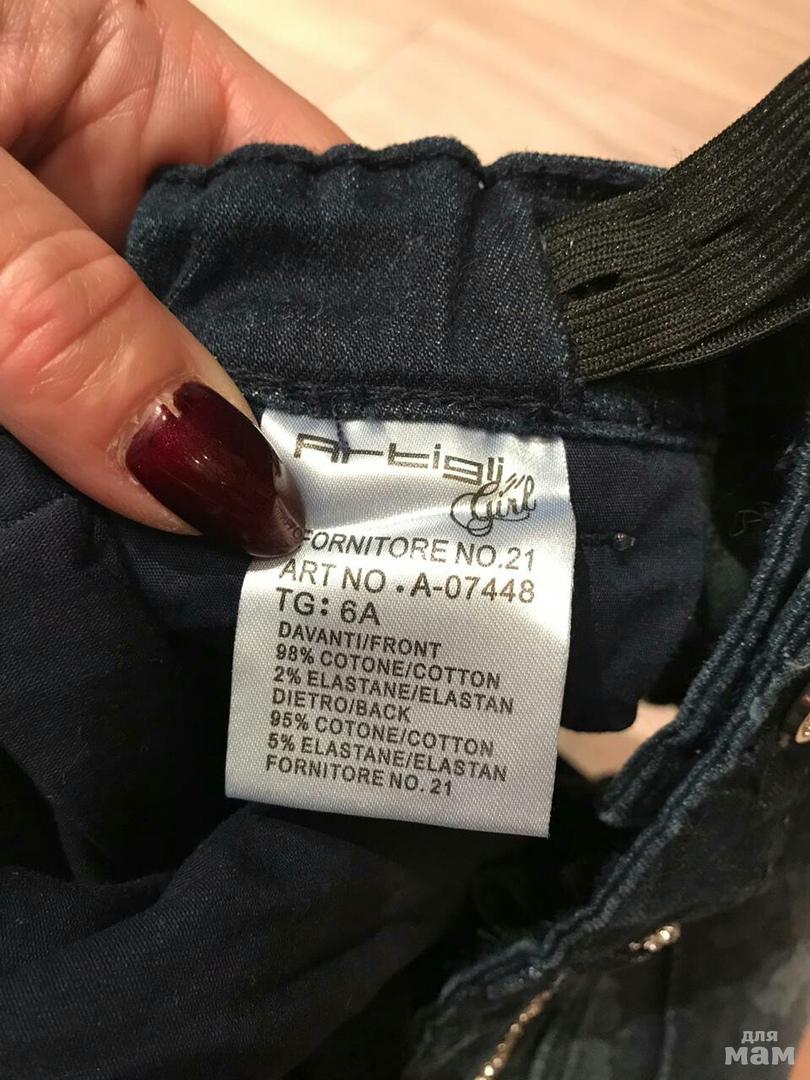 Artigli
Girl
FORNITORE NO.21
ART NO • A-07448
TG: 6A
DAVANTI/FRONT
98% COTONE/COTTON
2% ELASTANE/ELASTAN
DIETRO/BACK
95% COTONE/COTTON
5% ELASTANE/ELASTAN
FORNITORE NO. 21
для
мам